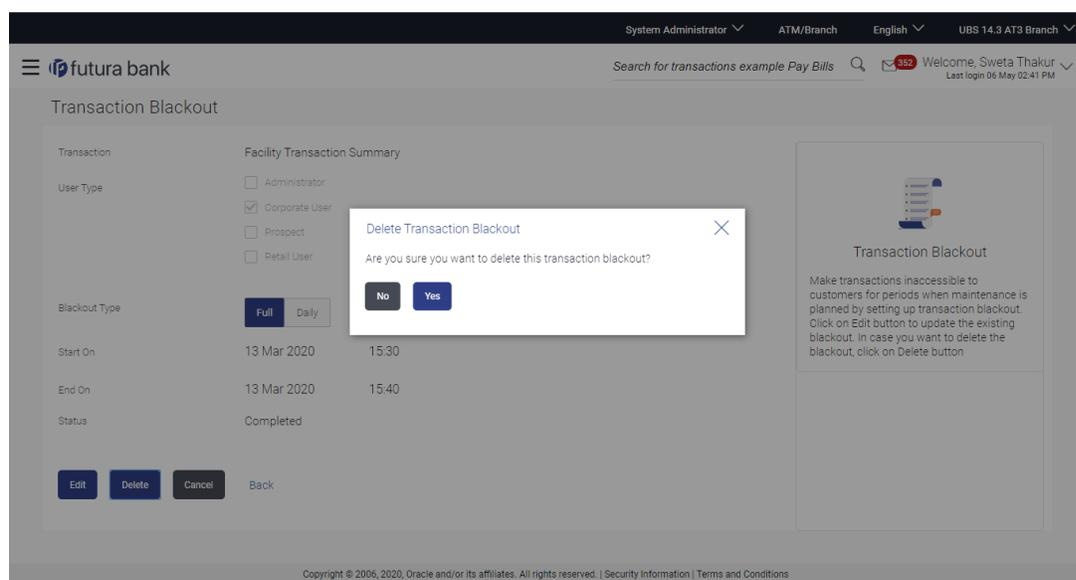 System Administrator ATM/Branch English UBS 14.3 AT3 Branch
futura bank Search for transactions example Pay Bills 352 Welcome, Sweta Thakur
Last login 06 May 02:41 PM
Transaction Blackout
Transaction Facility Transaction Summary
User Type Administrator
Corporate User
Prospect
Retail User
Delete Transaction Blackout
Are you sure you want to delete this transaction blackout?
No Yes
Blackout Type Full Daily
Start On 13 Mar 2020 15:30
End On 13 Mar 2020 15:40
Status Completed
Edit Delete Cancel Back
Transaction Blackout
Make transactions inaccessible to
customers for periods when maintenance is
planned by setting up transaction blackout.
Click on Edit button to update the existing
blackout. In case you want to delete the
blackout, click on Delete button
Copyright © 2006, 2020, Oracle and/or its affiliates. All rights reserved. | Security Information | Terms and Conditions